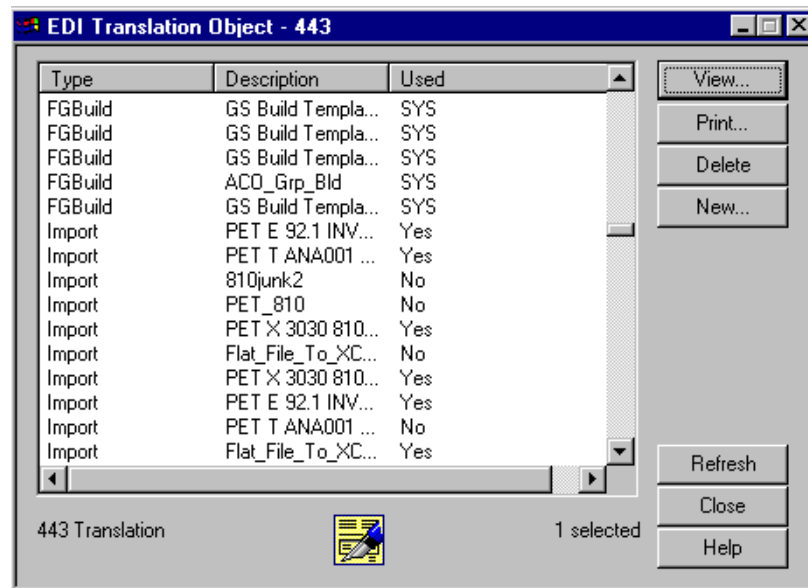 EDI Translation Object - 443
Type Description Used
FGBuild GS Build Templa... SYS
FGBuild GS Build Templa... SYS
FGBuild GS Build Templa... SYS
FGBuild ACO_Grp_Bld SYS
FGBuild GS Build Templa... SYS
Import PET E 92.1 INV... Yes
Import PET T ANA001 ... Yes
Import 810junk2 No
Import PET_810 No
Import PET X 3030 810... Yes
Import Flat_File_To_XC... No
Import PET X 3030 810... Yes
Import PET E 92.1 INV... Yes
Import PET T ANA001 ... No
Import Flat_File_To_XC... Yes
View...
Print...
Delete
New...
Refresh
Close
Help
443 Translation
1 selected